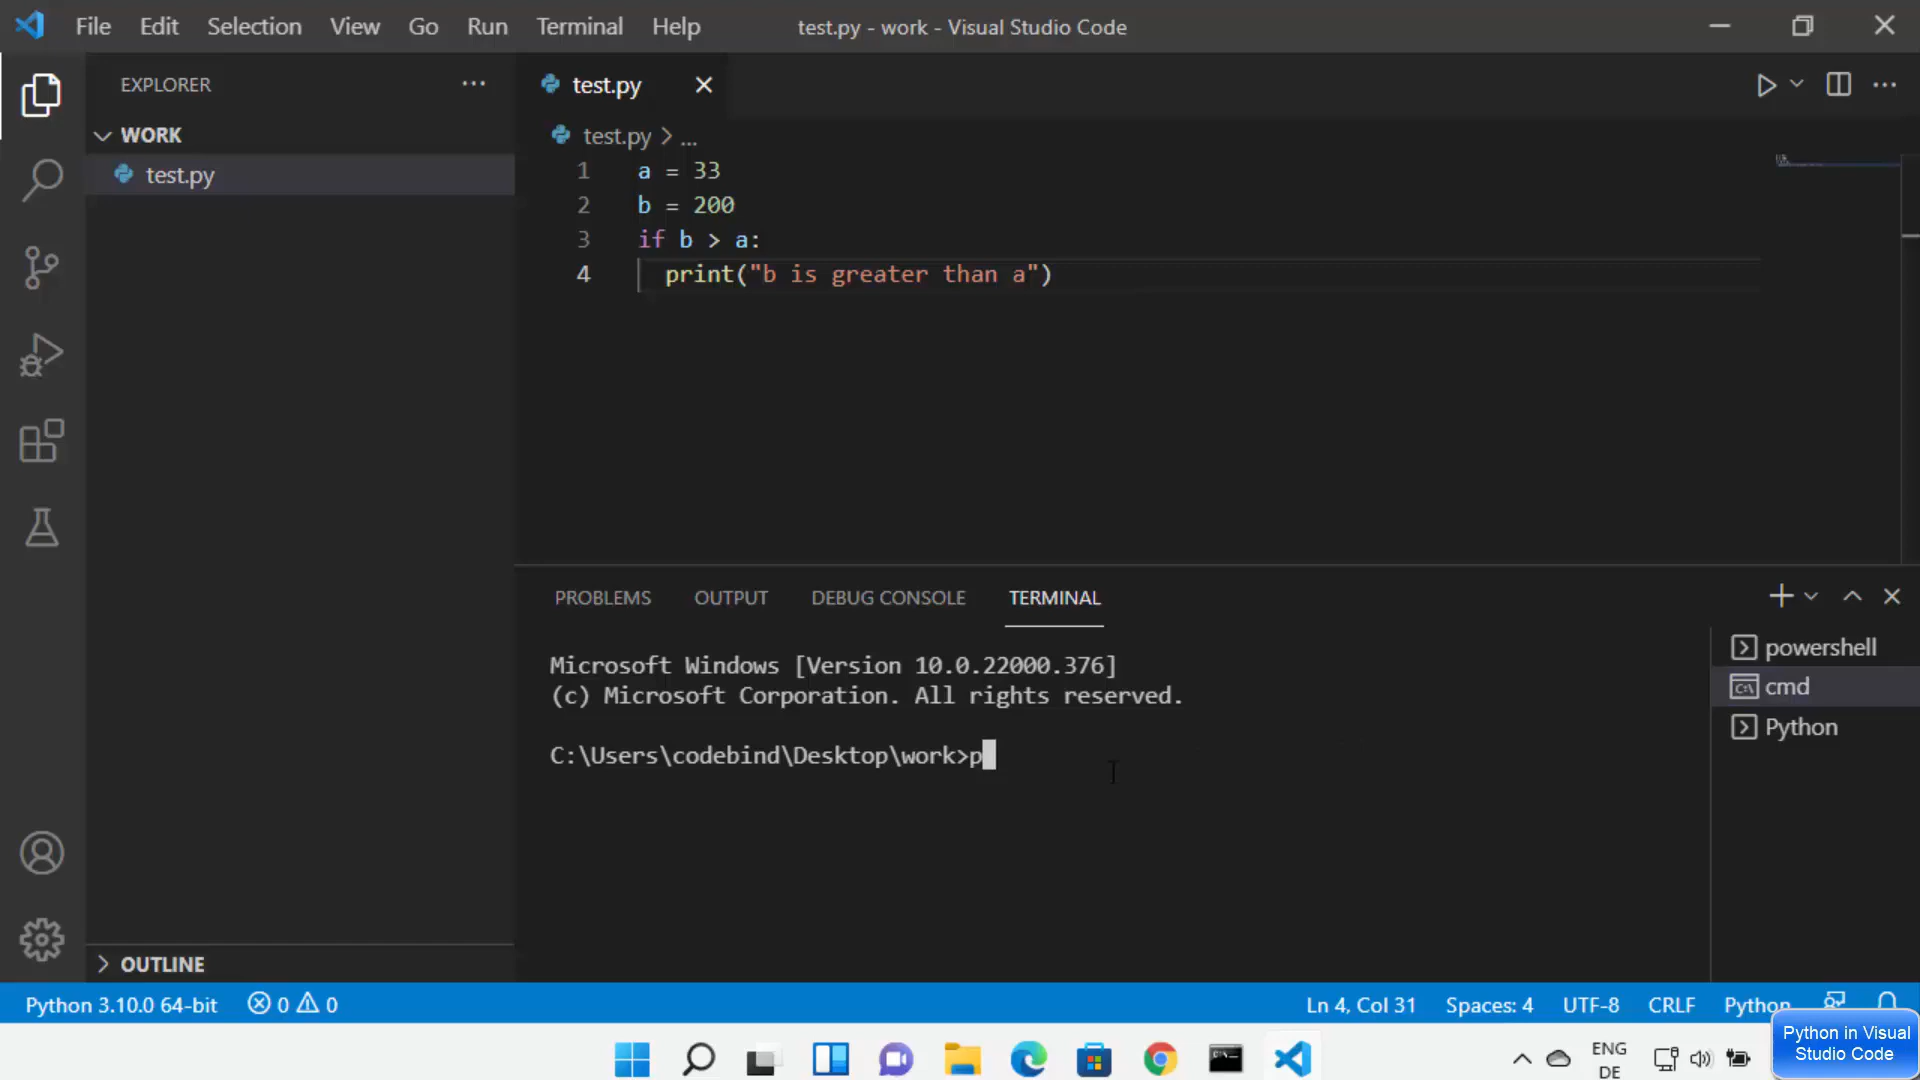 File Edit Selection View Go Run Terminal Help test.py - work - Visual Studio Code
EXPLORER
WORK
test.py
OUTLINE
test.py
test.py > ...
1 a = 33
2 b = 200
3 if b > a:
4 print("b is greater than a")
PROBLEMS OUTPUT DEBUG CONSOLE TERMINAL
Microsoft Windows [Version 10.0.22000.376]
(c) Microsoft Corporation. All rights reserved.
C:\Users\codebind\Desktop\work>p
powershell
cmd
Python
Python 3.10.0 64-bit 0 0 Ln 4, Col 31 Spaces: 4 UTF-8 CRLF Python
ENG
DE
Python in Visual
Studio Code